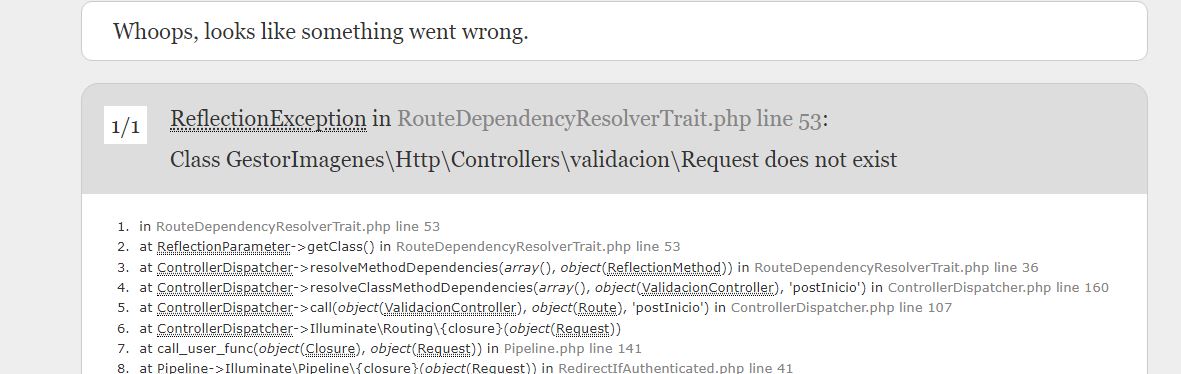 Whoops, looks like something went wrong.
1/1
ReflectionException in RouteDependencyResolverTrait.php line 53:
Class GestorImagenes\Http\Controllers\validacion\Request does not exist
1. in RouteDependencyResolverTrait.php line 53
2. at ReflectionParameter->getClass() in RouteDependencyResolverTrait.php line 53
3. at ControllerDispatcher->resolveMethodDependencies(array(), object(ReflectionMethod)) in RouteDependencyResolverTrait.php line 36
4. at ControllerDispatcher->resolveClassMethodDependencies(array(), object(ValidacionController), 'postInicio') in ControllerDispatcher.php line 160
5. at ControllerDispatcher->call(object(ValidacionController), object(Route), 'postInicio') in ControllerDispatcher.php line 107
6. at ControllerDispatcher->Illuminate\Routing\{closure}(object(Request))
7. at call_user_func(object(Closure), object(Request)) in Pipeline.php line 141
8. at Pipeline->Illuminate\Pipeline\{closure}(object(Request)) in RedirectIfAuthenticated.php line 41